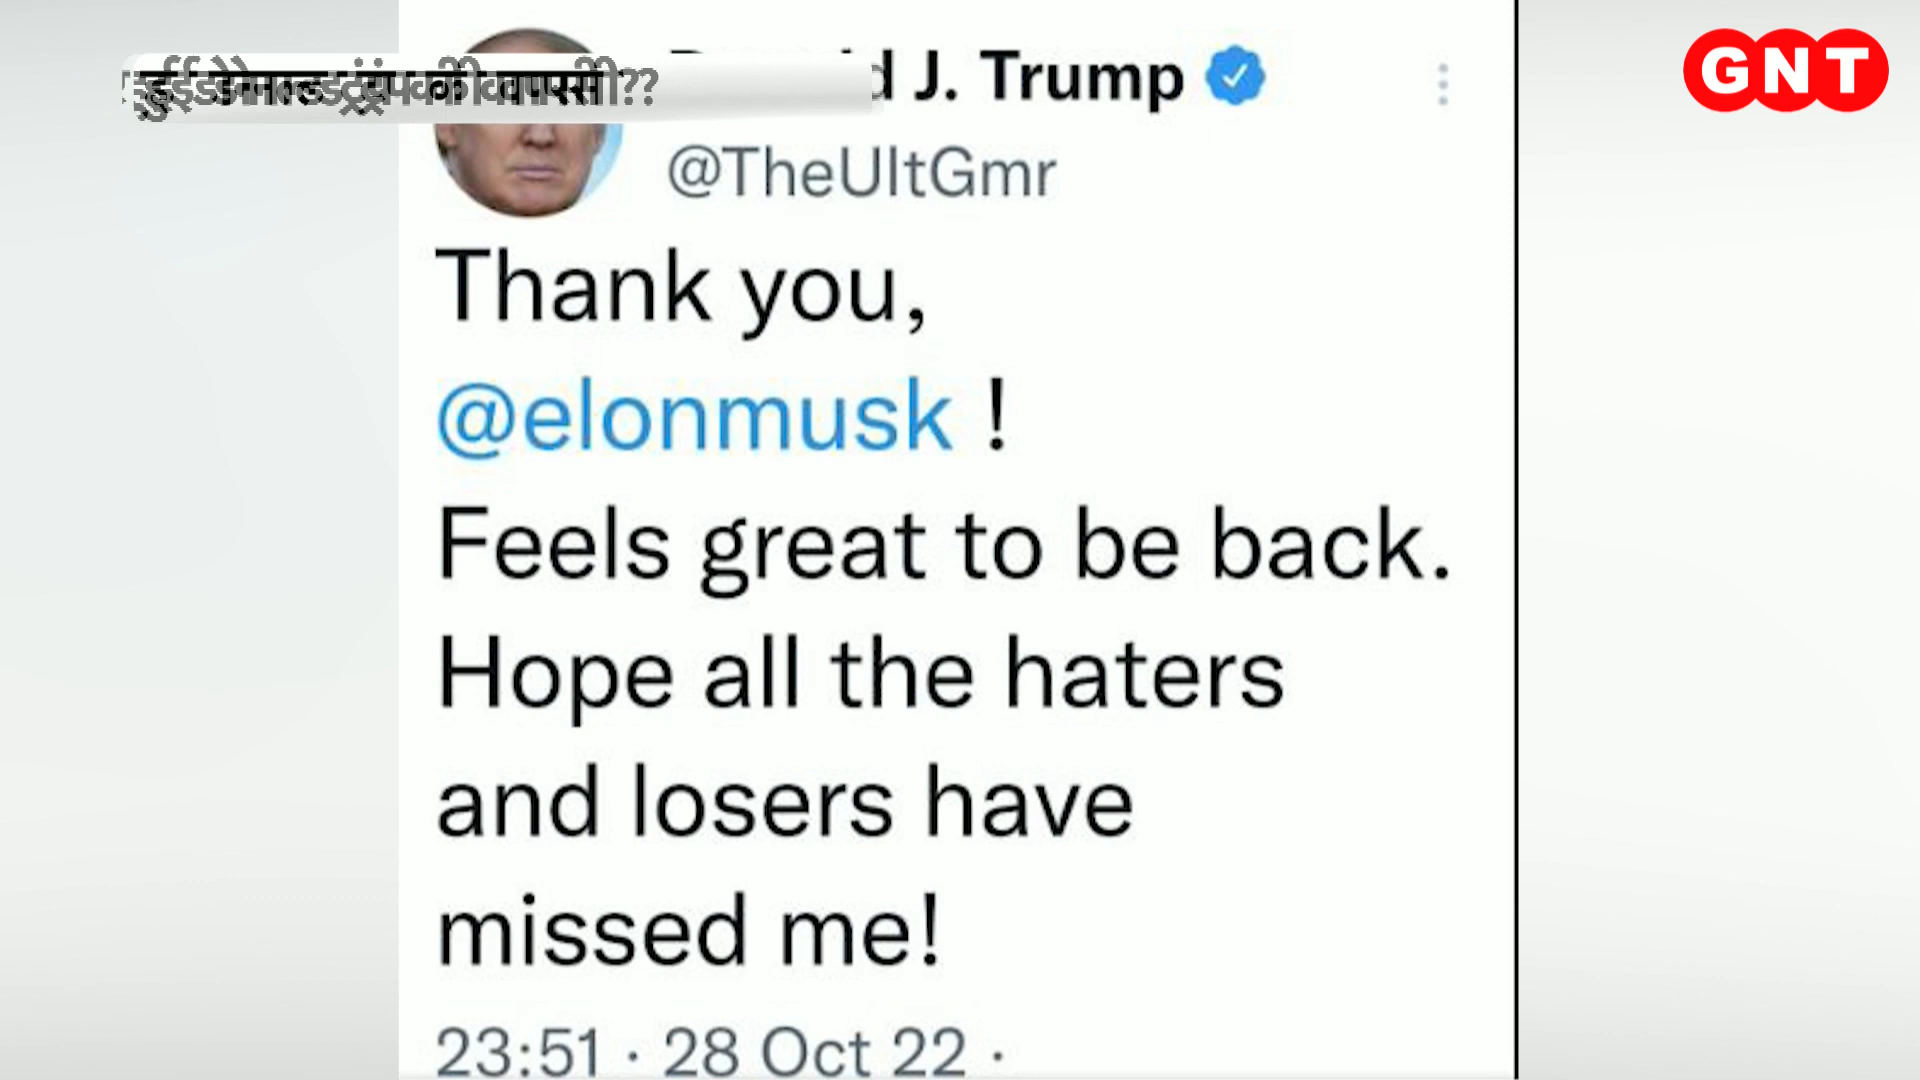 J. Trump
GNT
@TheUltGmr
Thank you,
@elonmusk !
Feels great to be back.
Hope all the haters
and losers have
missed me!
23:51 · 28 Oct 22 ·